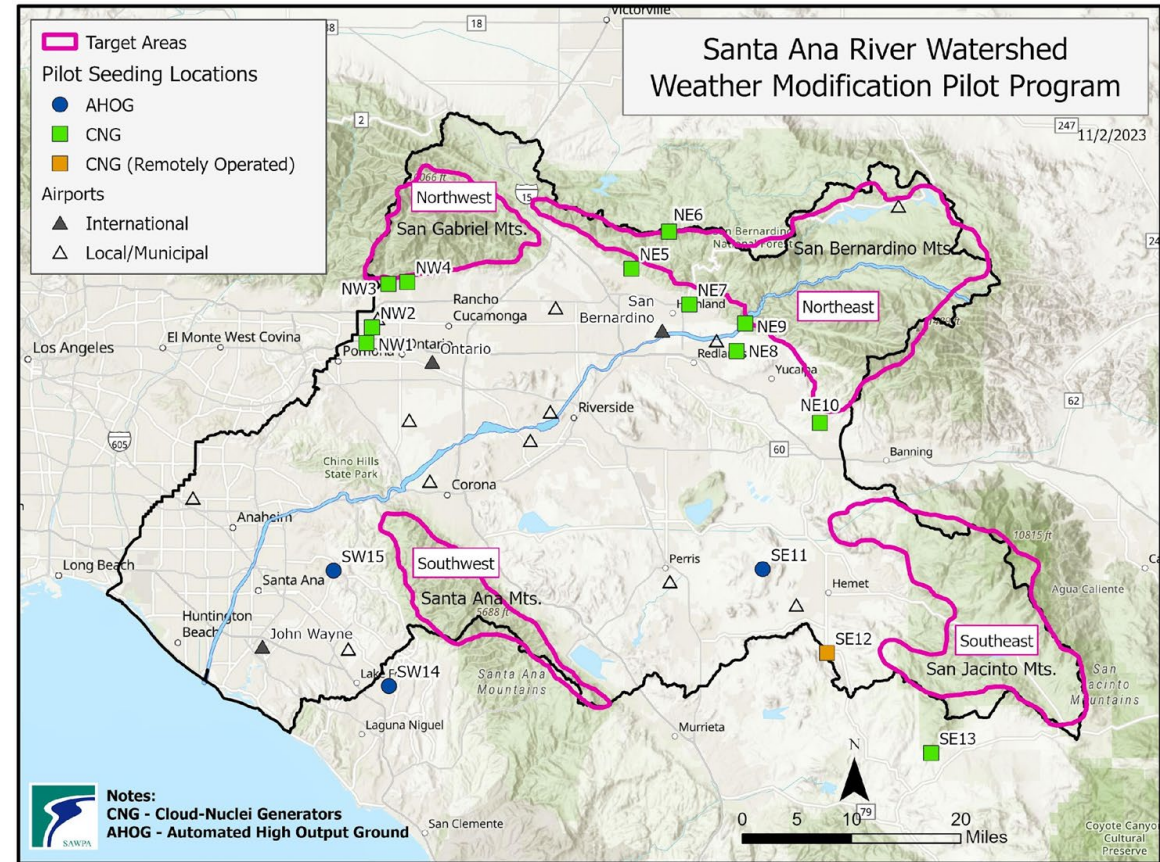 Victorville
18
Santa Ana River Watershed
Weather Modification Pilot Program
11/2/2023
247
Target Areas
Pilot Seeding Locations
AHOG
CNG
CNG (Remotely Operated)
Airports
International
Local/Municipal
2
15
Northwest
San Gabriel Mts.
NE6
San Bernardino
National Forest
San Bernardino Mts.
NE5
NW4
NW3
NE7
Northeast
Rancho
Cucamonga
San
Bernardino
Highland
NW2
NE9
El Monte
West Covina
Los Angeles
NW1
Pomona
Ontario
Ontario
Redlands
NE8
Yucaipa
62
NE10
Riverside
605
60
Banning
Chino Hills
State Park
Corona
Anaheim
10815 ft
Long Beach
SW15
Southwest
Perris
SE11
Santa Ana
Santa Ana Mts.
5688 ft
Hemet
Agua Caliente
Huntington
Beach
John Wayne
SE12
Southeast
San Jacinto Mts.
San
Jacinto
Mountains
SW14
Santa Ana
Mountains
Laguna Niguel
Murrieta
SE13
N
79
San Clemente
0 5 10 20
Miles
Coyote Canyon
Cultural
Preserve
SAWPA
Notes:
CNG - Cloud-Nuclei Generators
AHOG - Automated High Output Ground